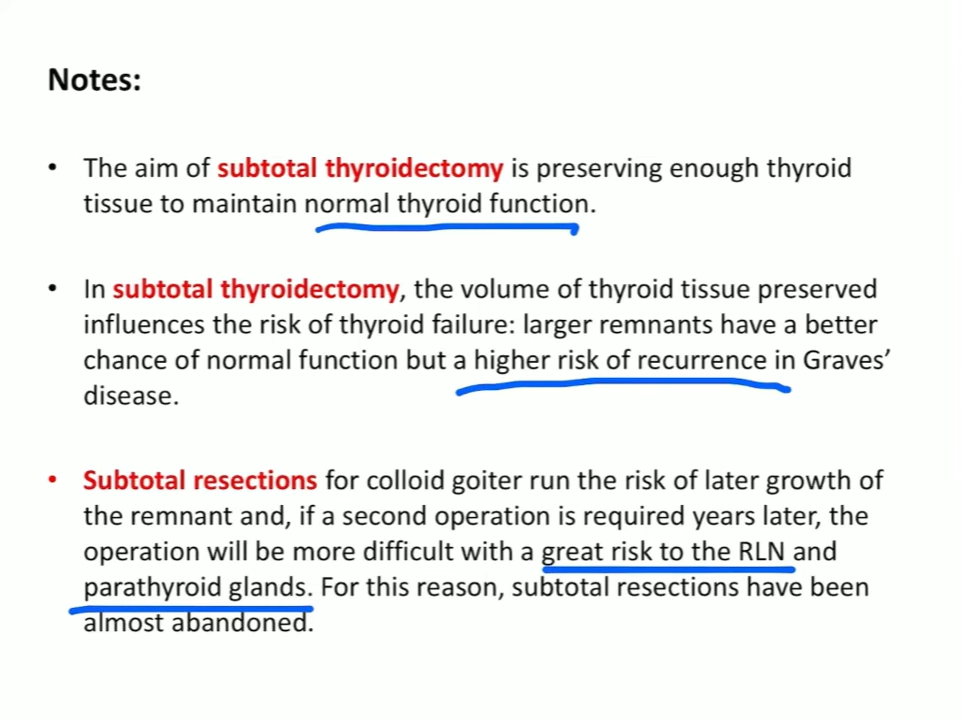 Notes:
• The aim of subtotal thyroidectomy is preserving enough thyroid
tissue to maintain normal thyroid function.
• In subtotal thyroidectomy, the volume of thyroid tissue preserved
influences the risk of thyroid failure: larger remnants have a better
chance of normal function but a higher risk of recurrence in Graves’
disease.
• Subtotal resections for colloid goiter run the risk of later growth of
the remnant and, if a second operation is required years later, the
operation will be more difficult with a great risk to the RLN and
parathyroid glands. For this reason, subtotal resections have been
almost abandoned.